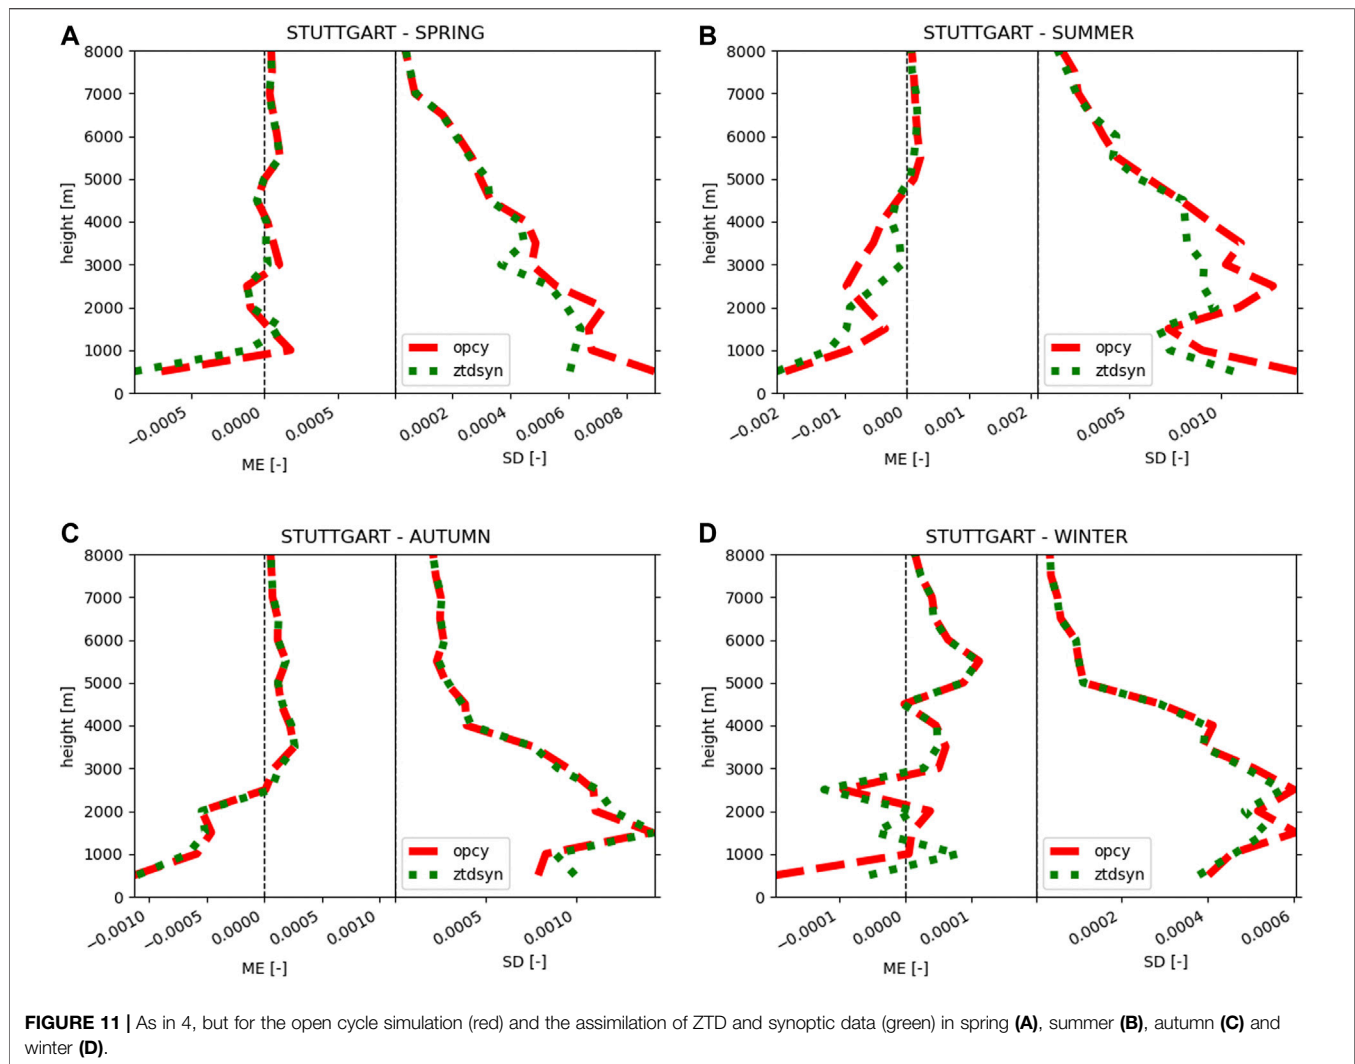 A
STUTTGART - SPRING
8000
7000
6000
5000
4000
3000
2000
1000
0
height [m]
opcy
ztdsyn
−0.0005
0.0000
0.0005
0.0002
0.0004
0.0006
0.0008
ME [-]
SD [-]
B
STUTTGART - SUMMER
8000
7000
6000
5000
4000
3000
2000
1000
0
height [m]
opcy
ztdsyn
−0.002
−0.001
0.000
0.001
0.002
0.0005
0.0010
ME [-]
SD [-]
C
STUTTGART - AUTUMN
8000
7000
6000
5000
4000
3000
2000
1000
0
height [m]
opcy
ztdsyn
−0.0010
−0.0005
0.0000
0.0005
0.0010
0.0005
0.0010
ME [-]
SD [-]
D
STUTTGART - WINTER
8000
7000
6000
5000
4000
3000
2000
1000
0
height [m]
opcy
ztdsyn
−0.0001
0.0000
0.0001
0.0002
0.0004
0.0006
ME [-]
SD [-]
FIGURE 11 | As in 4, but for the open cycle simulation (red) and the assimilation of ZTD and synoptic data (green) in spring (A), summer (B), autumn (C) and
winter (D).